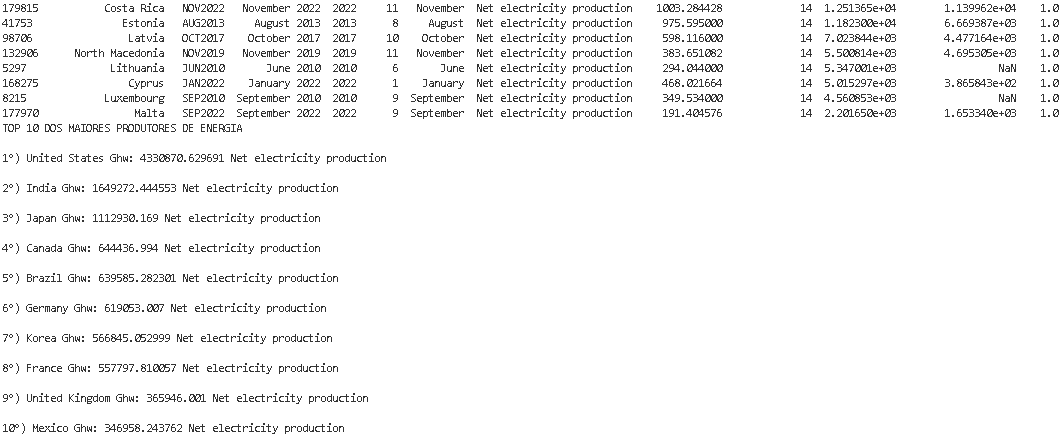 179815 Costa Rica NOV2022 November 2022 2022 11 November Net electricity production 1003.284428 14 1.251365e+04 1.139962e+04 1.0
41753 Estonia AUG2013 August 2013 2013 8 August Net electricity production 975.595000 14 1.182300e+04 6.669387e+03 1.0
98706 Latvia OCT2017 October 2017 2017 10 October Net electricity production 598.116000 14 7.023844e+03 4.477164e+03 1.0
132906 North Macedonia NOV2019 November 2019 2019 11 November Net electricity production 383.651082 14 5.500814e+03 4.695305e+03 1.0
5297 Lithuania JUN2010 June 2010 2010 6 June Net electricity production 294.044000 14 5.347001e+03 NaN 1.0
168275 Cyprus JAN2022 January 2022 2022 1 January Net electricity production 468.021664 14 5.015297e+03 3.865843e+02 1.0
8215 Luxembourg SEP2010 September 2010 2010 9 September Net electricity production 349.534000 14 4.560853e+03 NaN 1.0
177970 Malta SEP2022 September 2022 2022 9 September Net electricity production 191.404576 14 2.201650e+03 1.653340e+03 1.0
TOP 10 DOS MAIORES PRODUTORES DE ENERGIA
1º) United States Ghw: 4330870.629691 Net electricity production
2º) India Ghw: 1649272.444553 Net electricity production
3º) Japan Ghw: 1112930.169 Net electricity production
4º) Canada Ghw: 644436.994 Net electricity production
5º) Brazil Ghw: 639585.282301 Net electricity production
6º) Germany Ghw: 619053.007 Net electricity production
7º) Korea Ghw: 566845.052999 Net electricity production
8º) France Ghw: 557797.810057 Net electricity production
9º) United Kingdom Ghw: 365946.001 Net electricity production
10º) Mexico Ghw: 346958.243762 Net electricity production